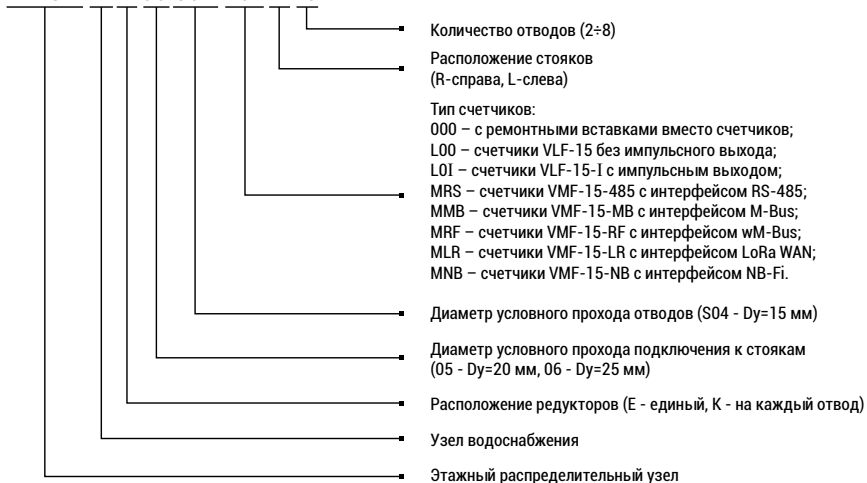 Количество отводов (2÷8)
Расположение стояков
(R-справа, L-слева)
Тип счетчиков:
000 – с ремонтными вставками вместо счетчиков;
L00 – счетчики VLF-15 без импульсного выхода;
L0I – счетчики VLF-15-I с импульсным выходом;
MRS – счетчики VMF-15-485 с интерфейсом RS-485;
MMB – счетчики VMF-15-MB с интерфейсом M-Bus;
MRF – счетчики VMF-15-RF с интерфейсом wM-Bus;
MLR – счетчики VMF-15-LR с интерфейсом LoRa WAN;
MNB – счетчики VMF-15-NB с интерфейсом NB-Fi.
Диаметр условного прохода отводов (S04 - Dy=15 мм)
Диаметр условного прохода подключения к стоякам
(05 - Dy=20 мм, 06 - Dy=25 мм)
Расположение редукторов (E - единый, K - на каждый отвод)
Узел водоснабжения
Этажный распределительный узел